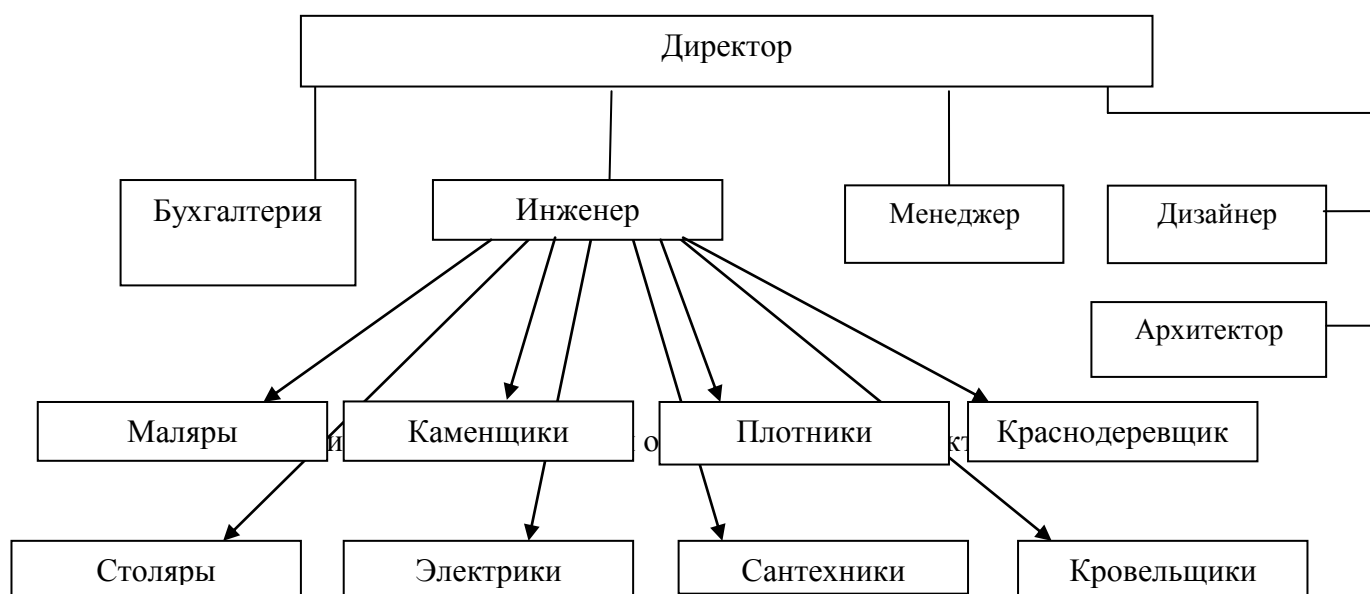 Директор
Бухгалтерия
Инженер
Менеджер
Дизайнер
Архитектор
Маляры
Каменщики
Плотники
Краснодеревщик
Столяры
Электрики
Сантехники
Кровельщики